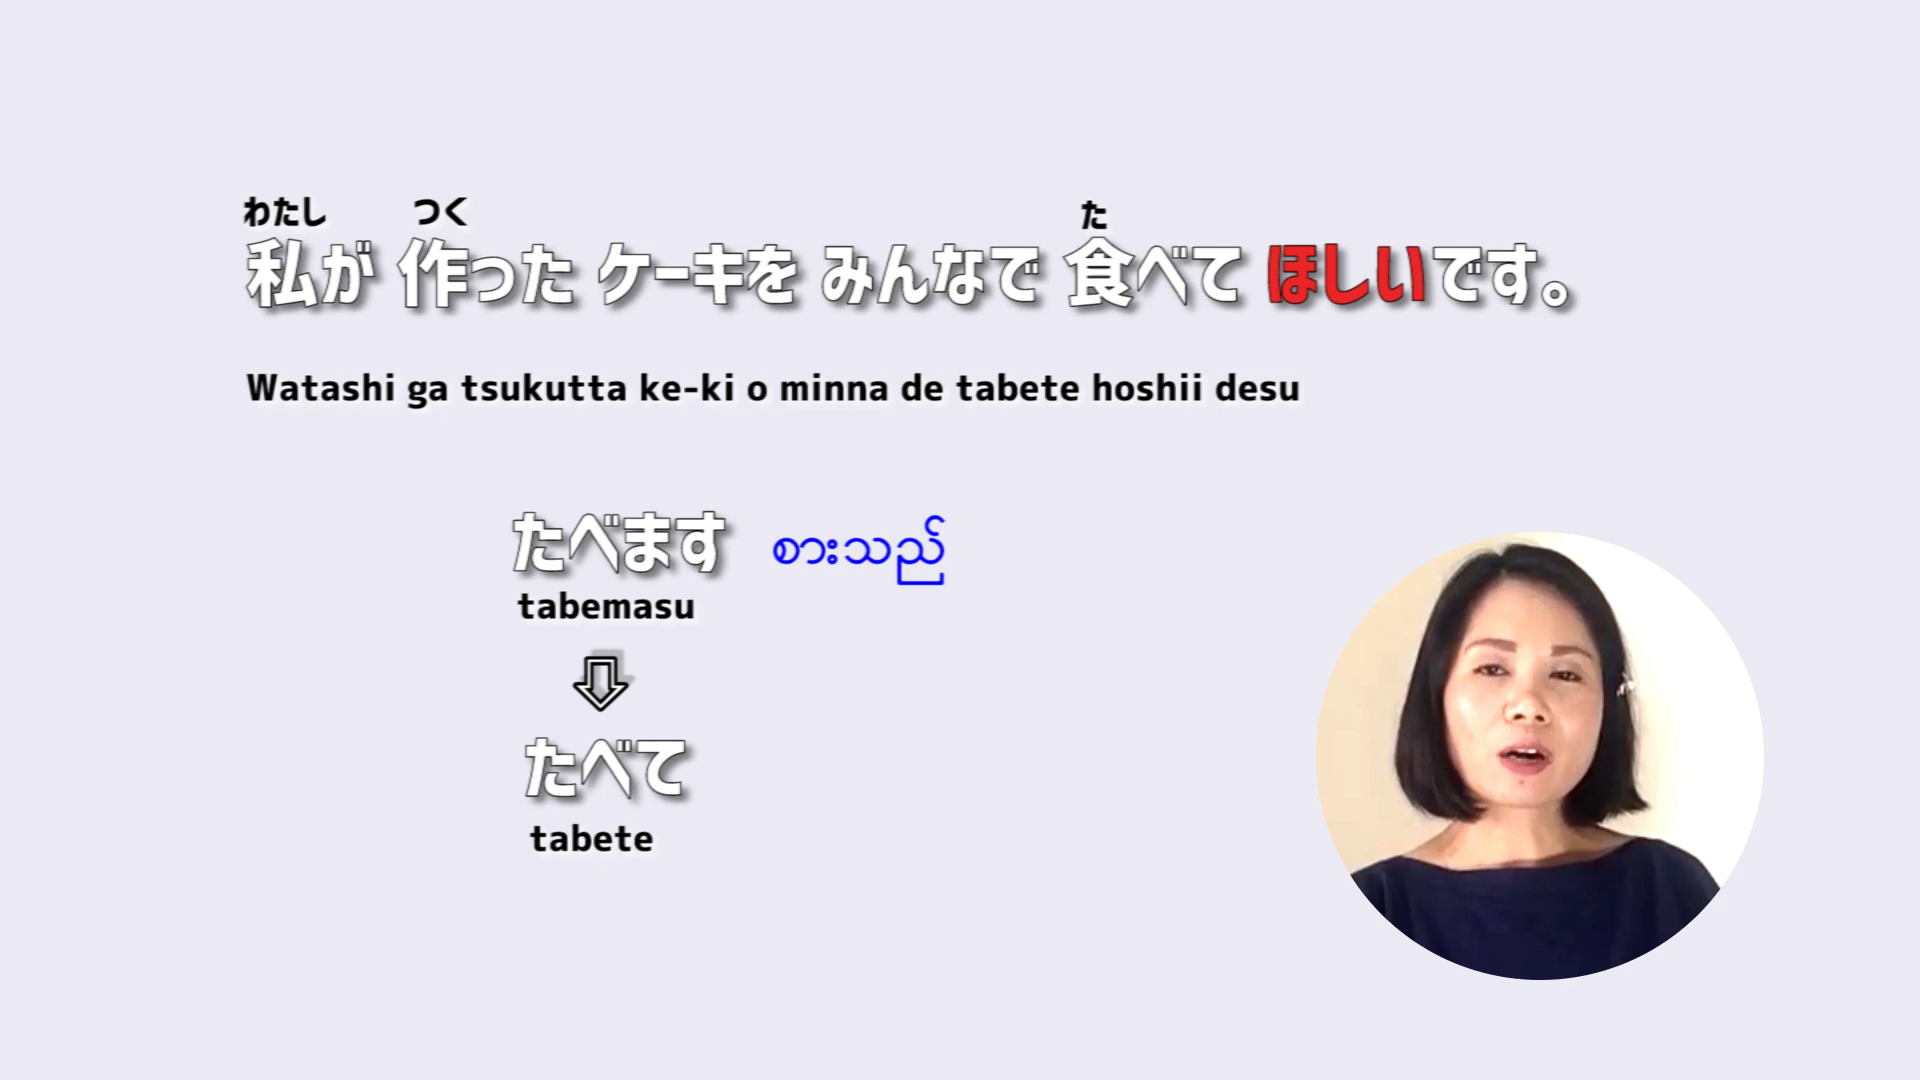 わたし つく た
私が 作った ケーキを みんなで 食べて ほしいです。
Watashi ga tsukutta ke-ki o minna de tabete hoshii desu
たべます စားသည်
tabemasu
たべて
tabete